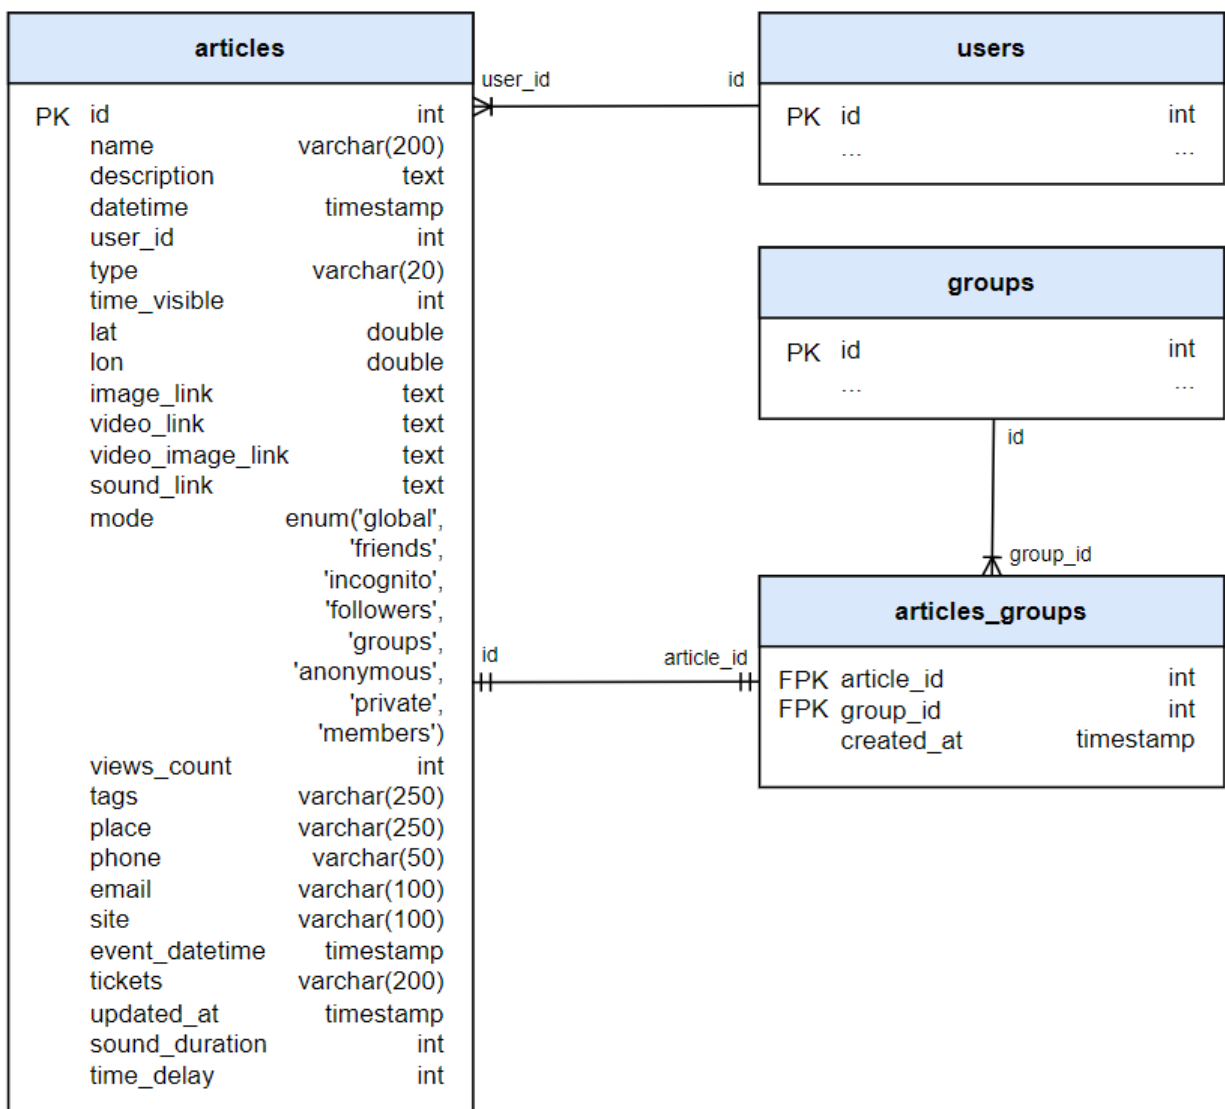 articles
PK id int
name varchar(200)
description text
datetime timestamp
user_id int
type varchar(20)
time_visible int
lat double
lon double
image_link text
video_link text
video_image_link text
sound_link text
mode enum('global',
'friends',
'incognito',
'followers',
'groups',
'anonymous',
'private',
'members')
views_count int
tags varchar(250)
place varchar(250)
phone varchar(50)
email varchar(100)
site varchar(100)
event_datetime timestamp
tickets varchar(200)
updated_at timestamp
sound_duration int
time_delay int
user_id id
users
PK id int
... ...
groups
PK id int
... ...
id
group_id
id article_id
articles_groups
FPK article_id int
FPK group_id int
created_at timestamp